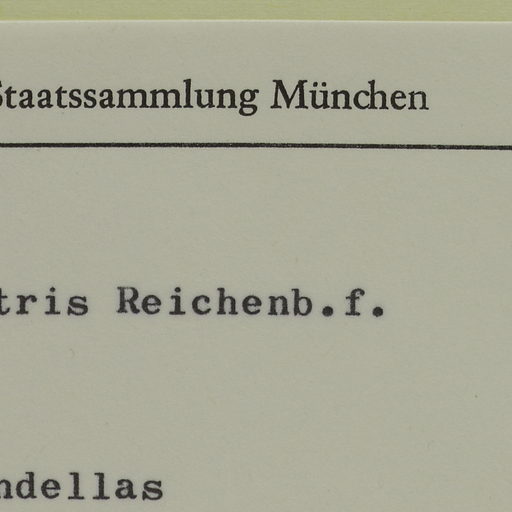 Staatssammlung München
tris Reichenb.f.
ndellas